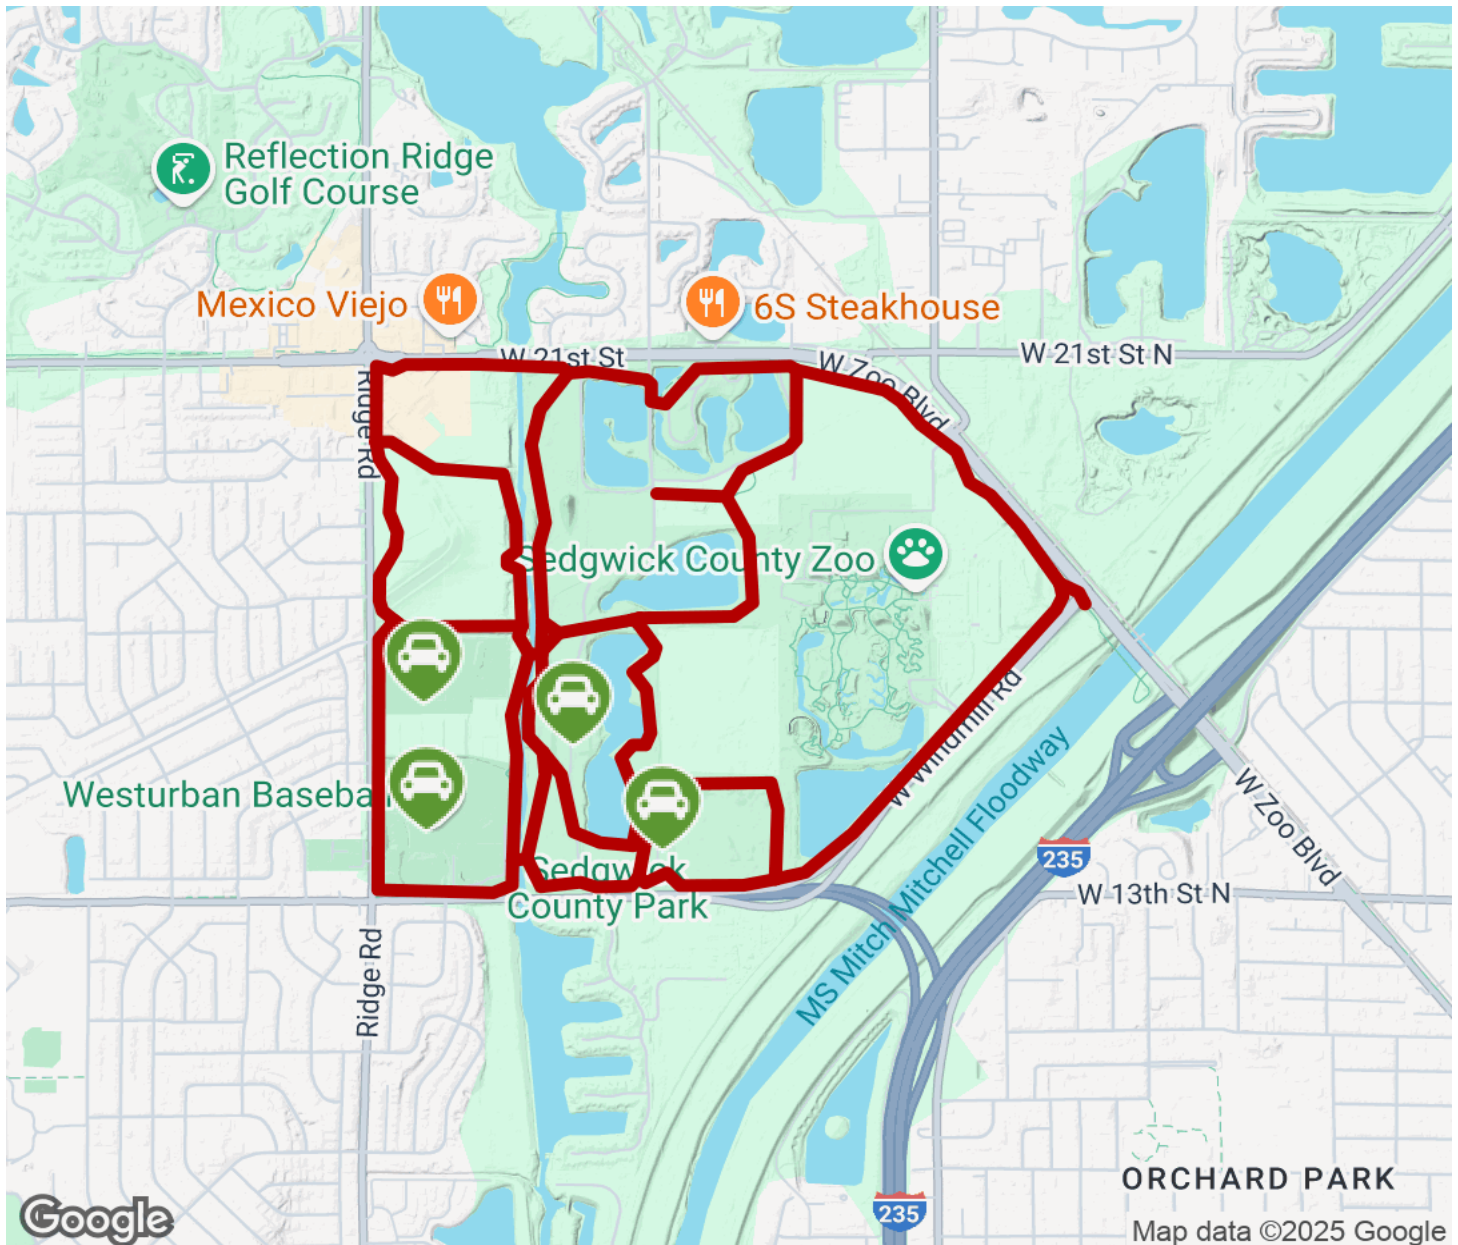 Reflection Ridge
Golf Course
Mexico Viejo
6S Steakhouse
W 21st St
W Zoo Blvd
W 21st St N
Ridge Rd
Sedgwick County Zoo
W Windmill Rd
Westurban Baseba
MS Mitch Mitchell Floodway
W Zoo Blvd
235
W 13th St N
Sedgwick
County Park
Ridge Rd
ORCHARD PARK
235
Google
Map data ©2025 Google